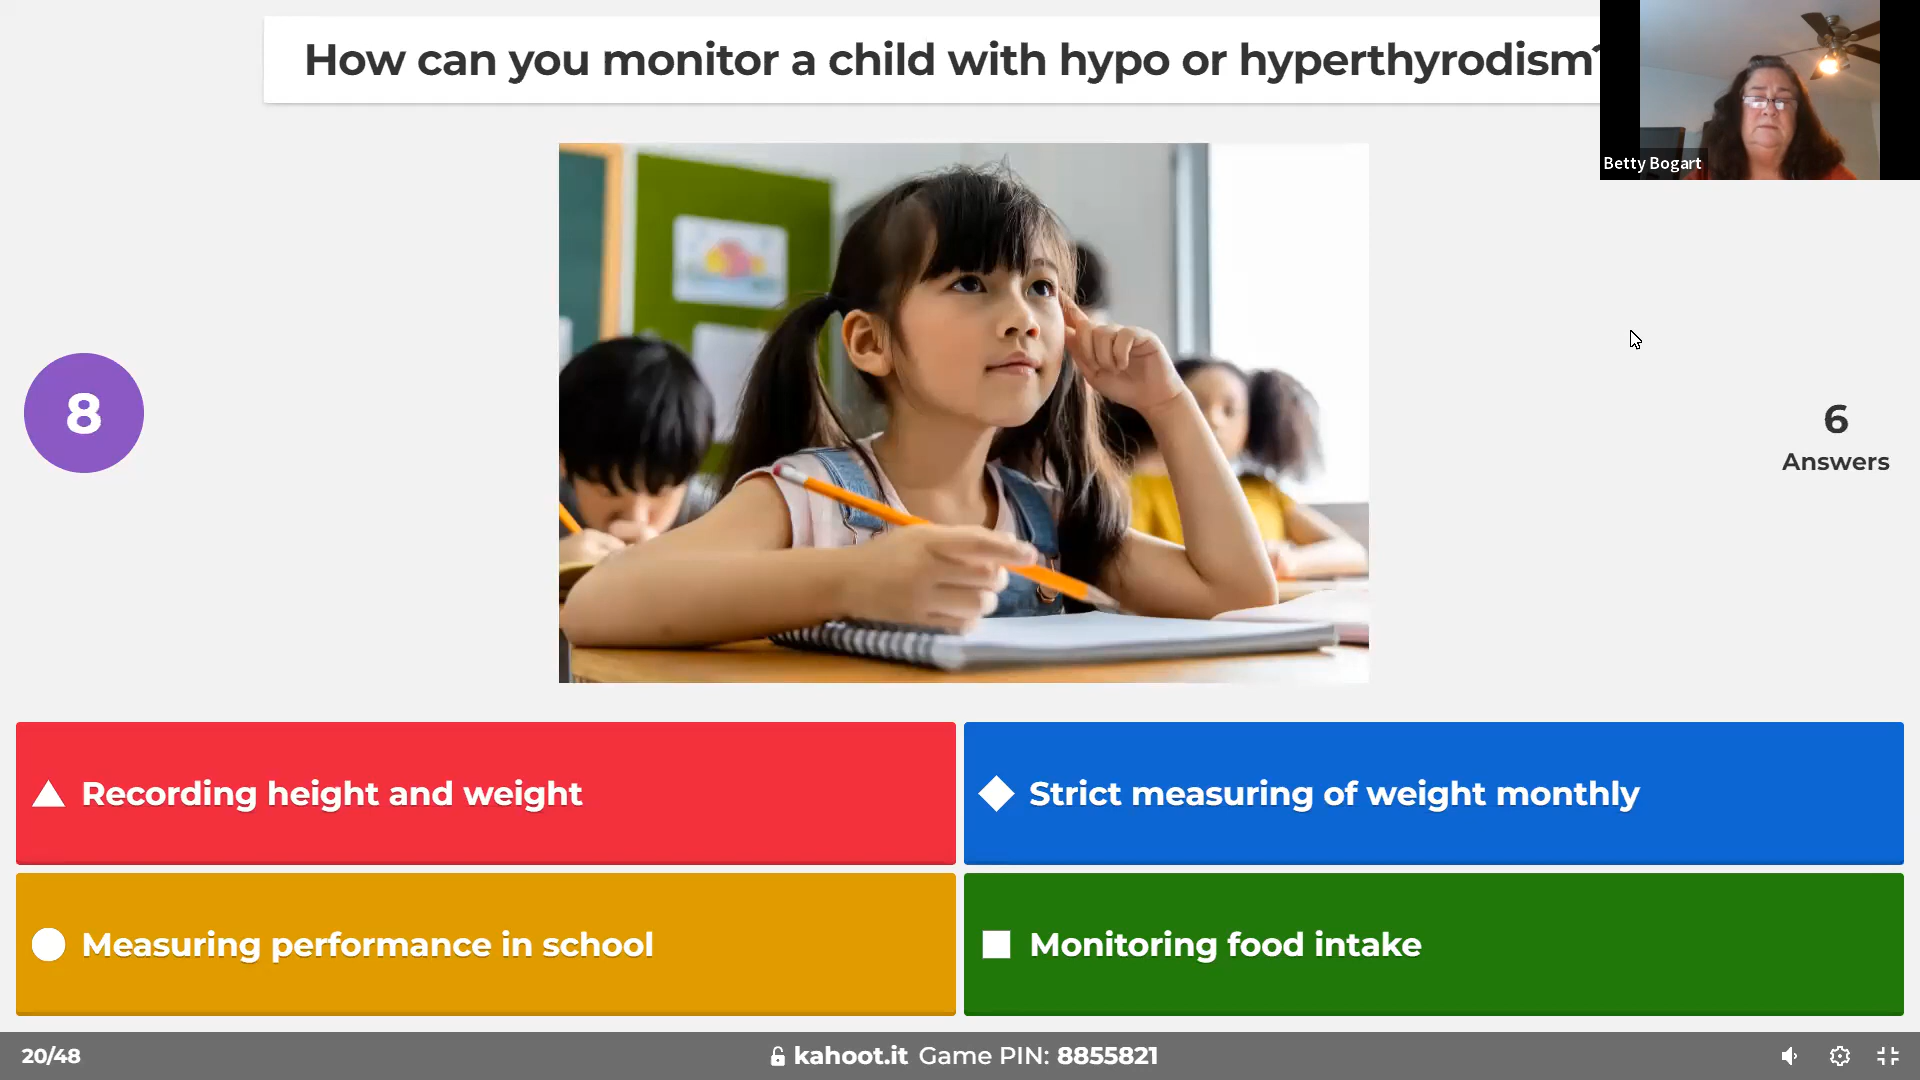 How can you monitor a child with hypo or hyperthyrodism?
Betty Bogart
8
6
Answers
Recording height and weight
Strict measuring of weight monthly
Measuring performance in school
Monitoring food intake
20/48
kahoot.it Game PIN: 8855821